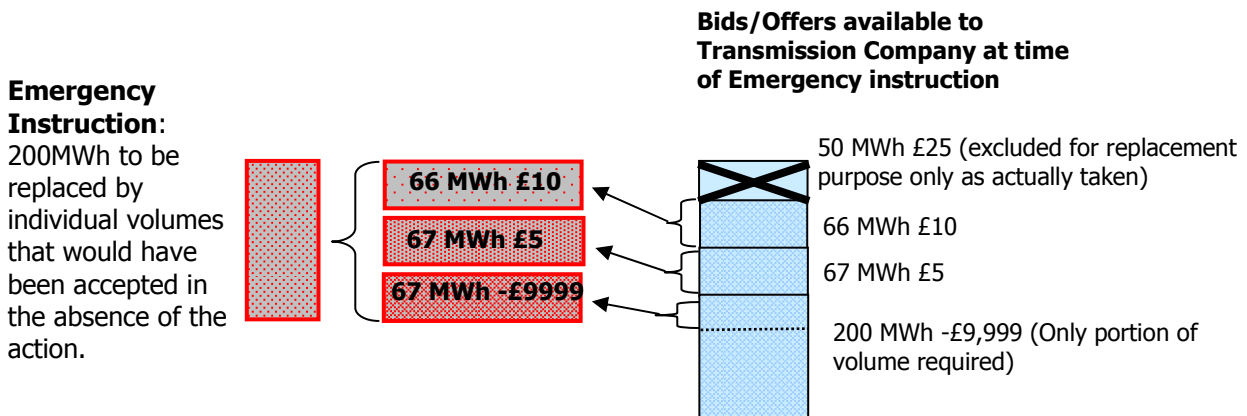 Bids/Offers available to
Transmission Company at time
of Emergency instruction
Emergency
Instruction:
200MWh to be
replaced by
individual volumes
that would have
been accepted in
the absence of the
action.
66 MWh £10
67 MWh £5
67 MWh -£9999
50 MWh £25 (excluded for replacement
purpose only as actually taken)
66 MWh £10
67 MWh £5
200 MWh -£9,999 (Only portion of
volume required)